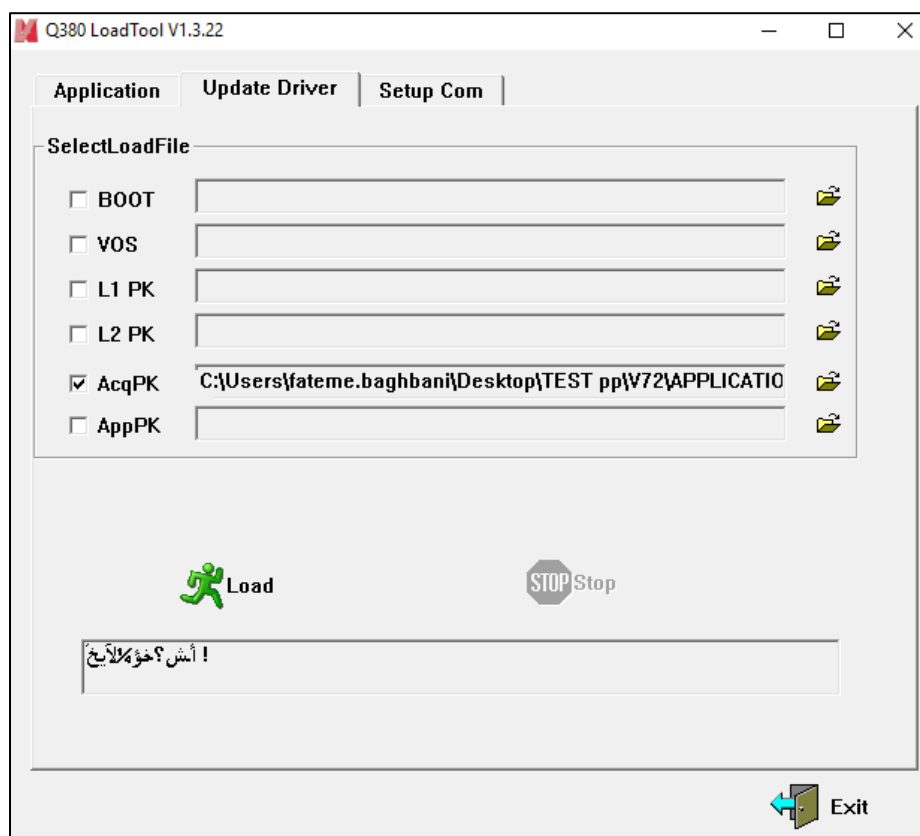 Q380 LoadTool V1.3.22
Application
Update Driver
Setup Com
SelectLoadFile
BOOT
VOS
L1 PK
L2 PK
AcqPK
C:\Users\fateme.baghbani\Desktop\TEST pp\V72\APPLICATIO
AppPK
Load
STOP Stop
Exit